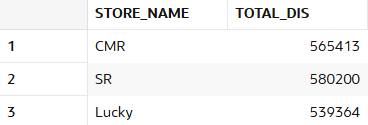 STORE_NAME TOTAL_DIS
1 CMR 565413
2 SR 580200
3 Lucky 539364